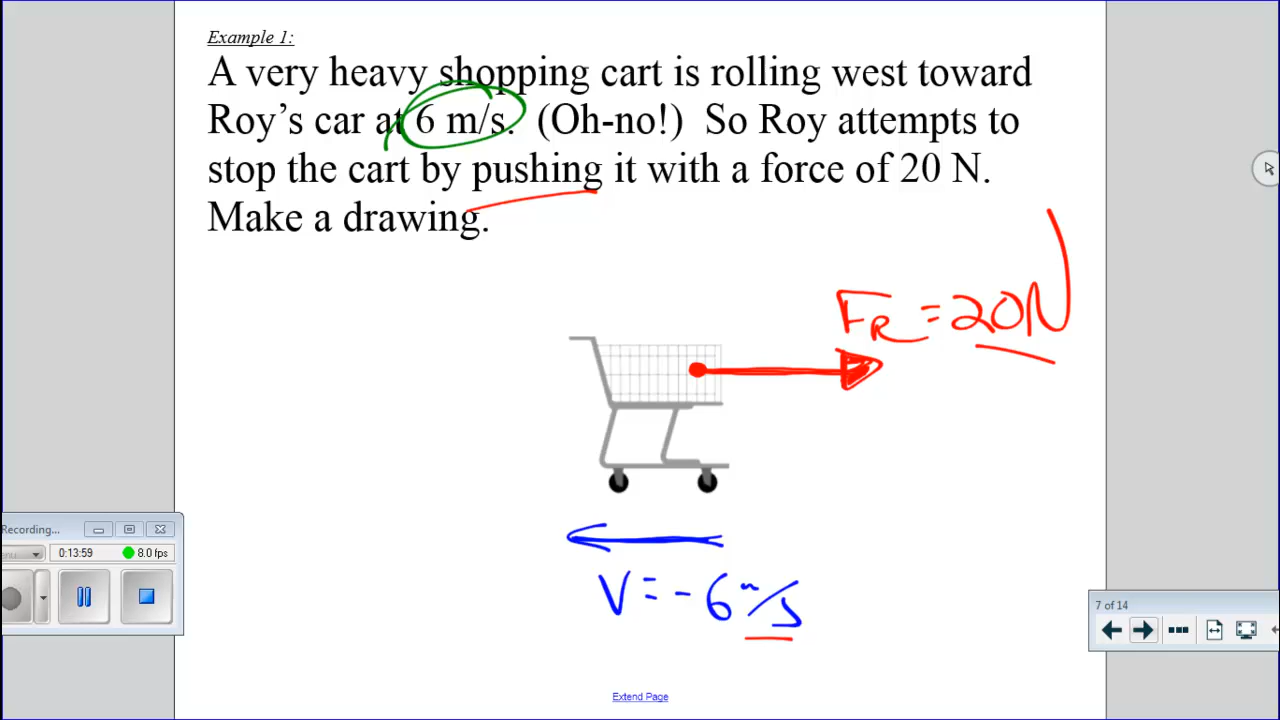 Example 1:
A very heavy shopping cart is rolling west toward
Roy's car at 6 m/s. (Oh-no!) So Roy attempts to
stop the cart by pushing it with a force of 20 N.
Make a drawing.
FR = 20N
V = - 6 m/s
Recording...
0:13:59
8.0 fps
7 of 14
Extend Page